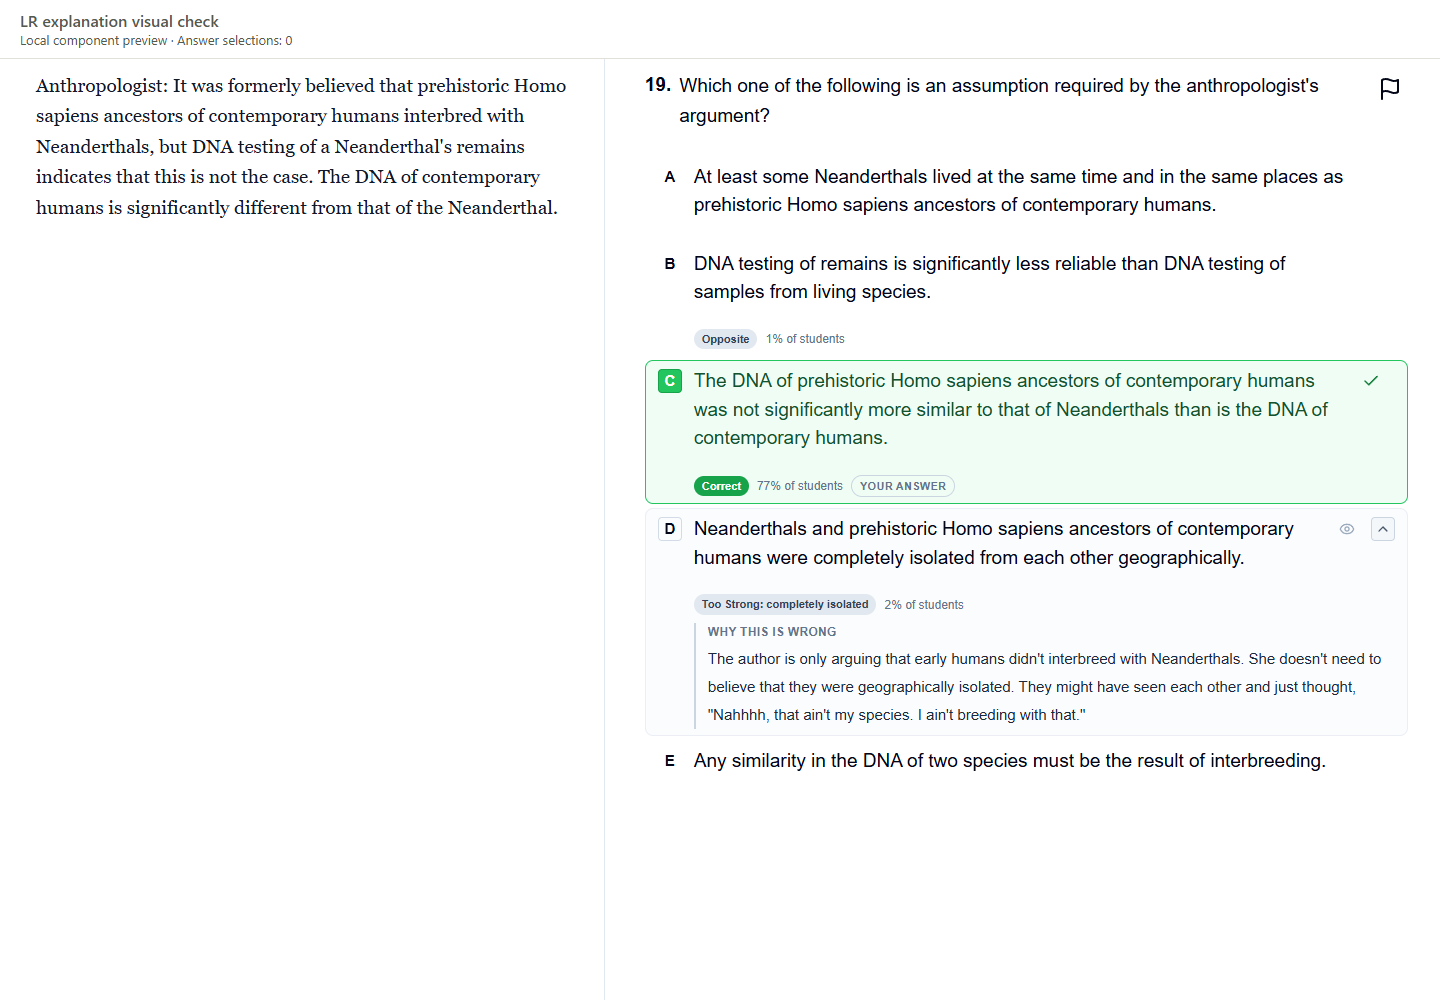 LR explanation visual check
Local component preview · Answer selections: 0
Anthropologist: It was formerly believed that prehistoric Homo
sapiens ancestors of contemporary humans interbred with
Neanderthals, but DNA testing of a Neanderthal's remains
indicates that this is not the case. The DNA of contemporary
humans is significantly different from that of the Neanderthal.
19. Which one of the following is an assumption required by the anthropologist's
argument?
A At least some Neanderthals lived at the same time and in the same places as
prehistoric Homo sapiens ancestors of contemporary humans.
B DNA testing of remains is significantly less reliable than DNA testing of
samples from living species.
Opposite 1% of students
C The DNA of prehistoric Homo sapiens ancestors of contemporary humans
was not significantly more similar to that of Neanderthals than is the DNA of
contemporary humans.
Correct 77% of students YOUR ANSWER
D Neanderthals and prehistoric Homo sapiens ancestors of contemporary
humans were completely isolated from each other geographically.
Too Strong: completely isolated 2% of students
WHY THIS IS WRONG
The author is only arguing that early humans didn't interbreed with Neanderthals. She doesn't need to
believe that they were geographically isolated. They might have seen each other and just thought,
"Nahhhh, that ain't my species. I ain't breeding with that."
E Any similarity in the DNA of two species must be the result of interbreeding.